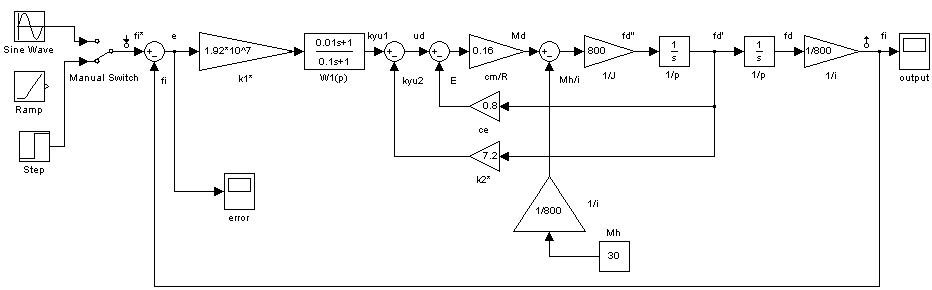 Sine Wave
Ramp
Step
Manual Switch
fi*
e
fi
1.92*10^7
k1*
0.01s+1
0.1s+1
W1(p)
kyu1
kyu2
ud
E
0.16
cm/R
Md
Mh/i
800
1/J
fd"
1
s
1/p
fd'
1
s
1/p
fd
1/800
1/i
fi
output
0.8
ce
7.2
k2*
error
1/800
1/i
Mh
30